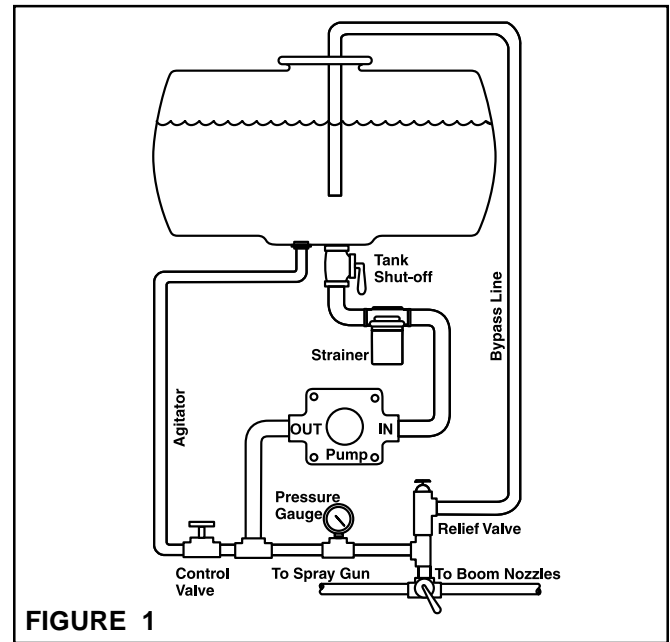 Tank
Shut-off
Bypass Line
Strainer
Agitator
OUT IN
Pump
Pressure
Gauge
Relief Valve
Control
Valve
To Spray Gun
To Boom Nozzles
FIGURE 1